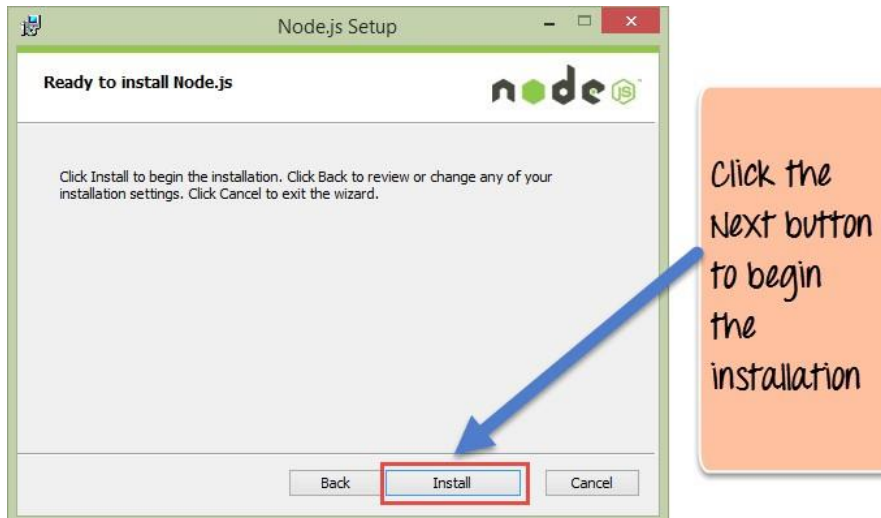 Node.js Setup
Ready to install Node.js
node JS
Click Install to begin the installation. Click Back to review or change any of your
installation settings. Click Cancel to exit the wizard.
Back
Install
Cancel
Click the
Next button
to begin
the
installation